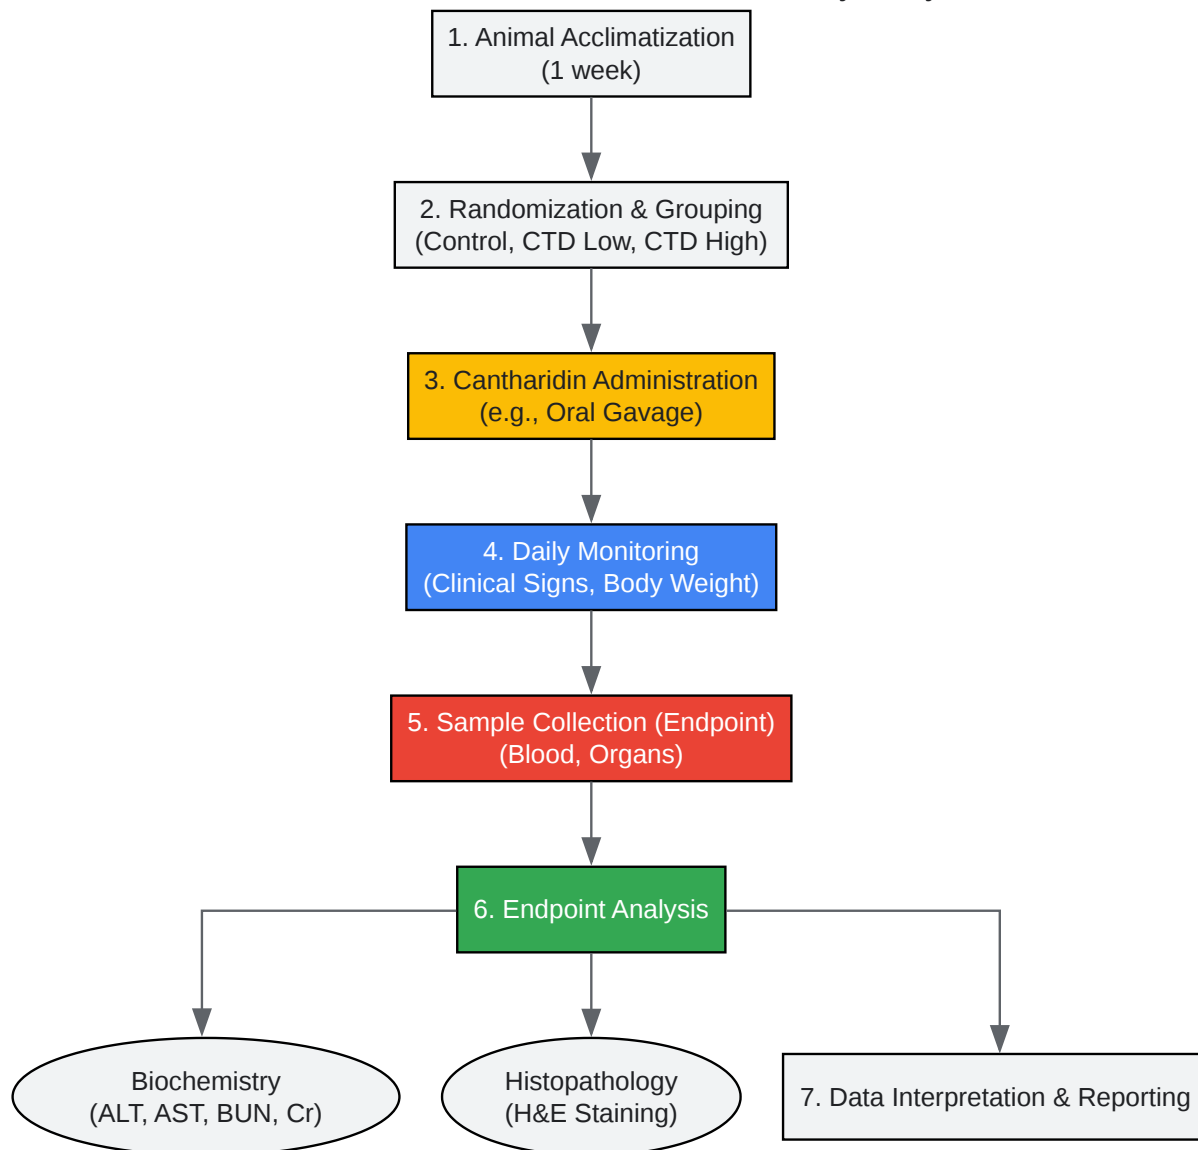 1. Animal Acclimatization
(1 week)
2. Randomization & Grouping
(Control, CTD Low, CTD High)
3. Cantharidin Administration
(e.g., Oral Gavage)
4. Daily Monitoring
(Clinical Signs, Body Weight)
5. Sample Collection (Endpoint)
(Blood, Organs)
6. Endpoint Analysis
Biochemistry
(ALT, AST, BUN, Cr)
Histopathology
(H&E Staining)
7. Data Interpretation & Reporting